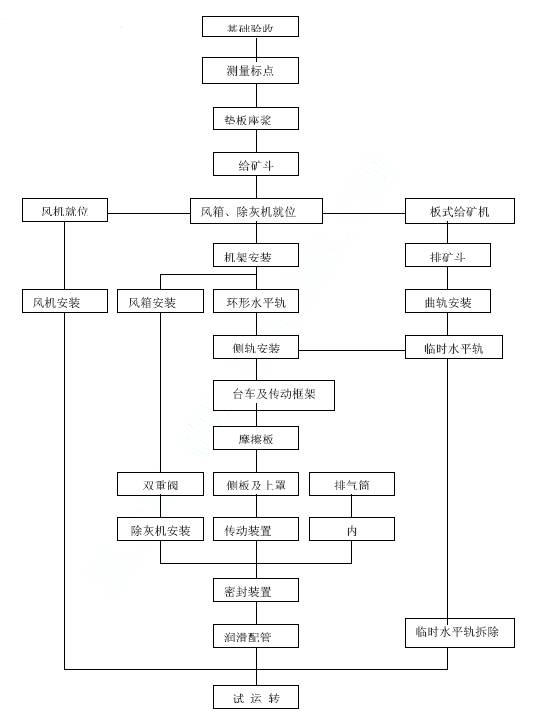 基础验收
测量标点
垫板座浆
给矿斗
风机就位
风箱、除灰机就位
板式给矿机
机架安装
排矿斗
风机安装
风箱安装
环形水平轨
曲轨安装
侧轨安装
临时水平轨
台车及传动框架
摩擦板
双重阀
侧板及上罩
排气筒
除灰机安装
传动装置
内
密封装置
润滑配管
临时水平轨拆除
试 运 转